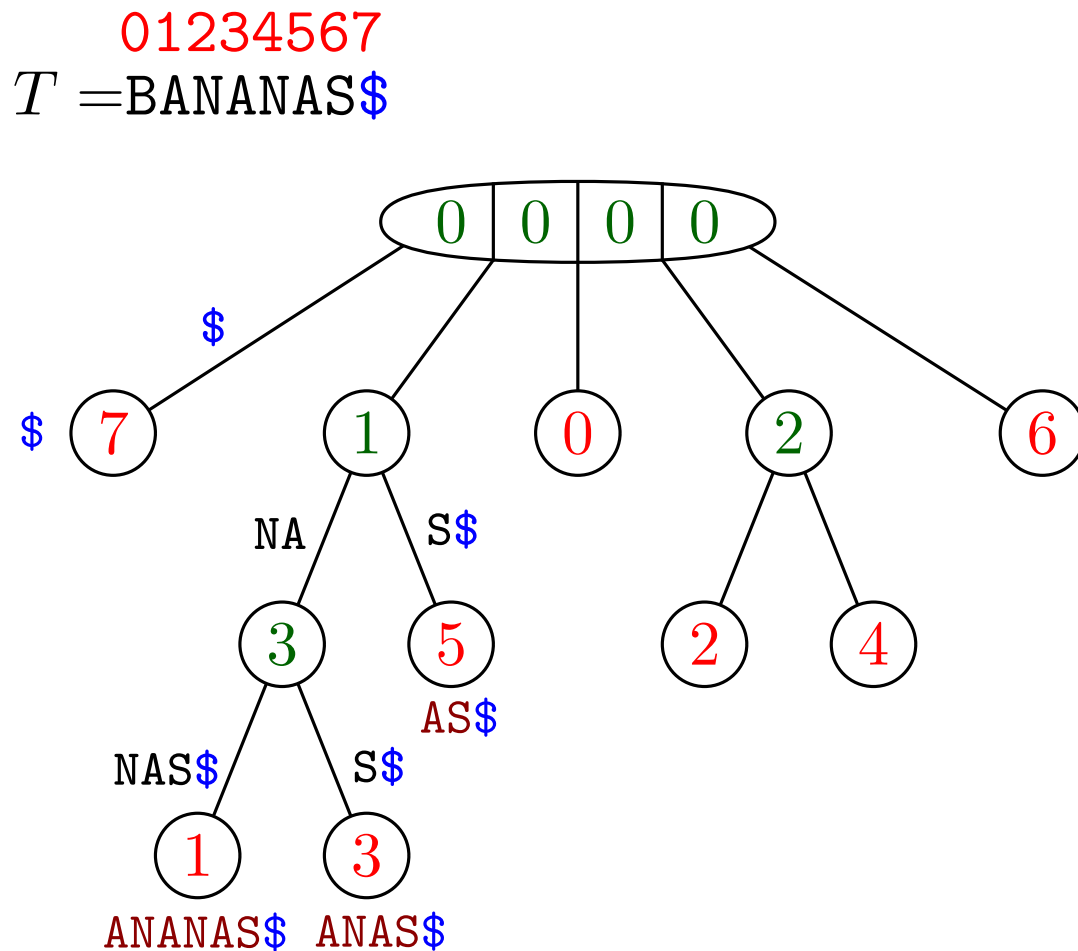 01234567
T =BANANAS$
0 0 0 0
$
$ 7 1 0 2 6
NA S$
3 5 2 4
AS$
NAS$ S$
1 3
ANANAS$ ANAS$